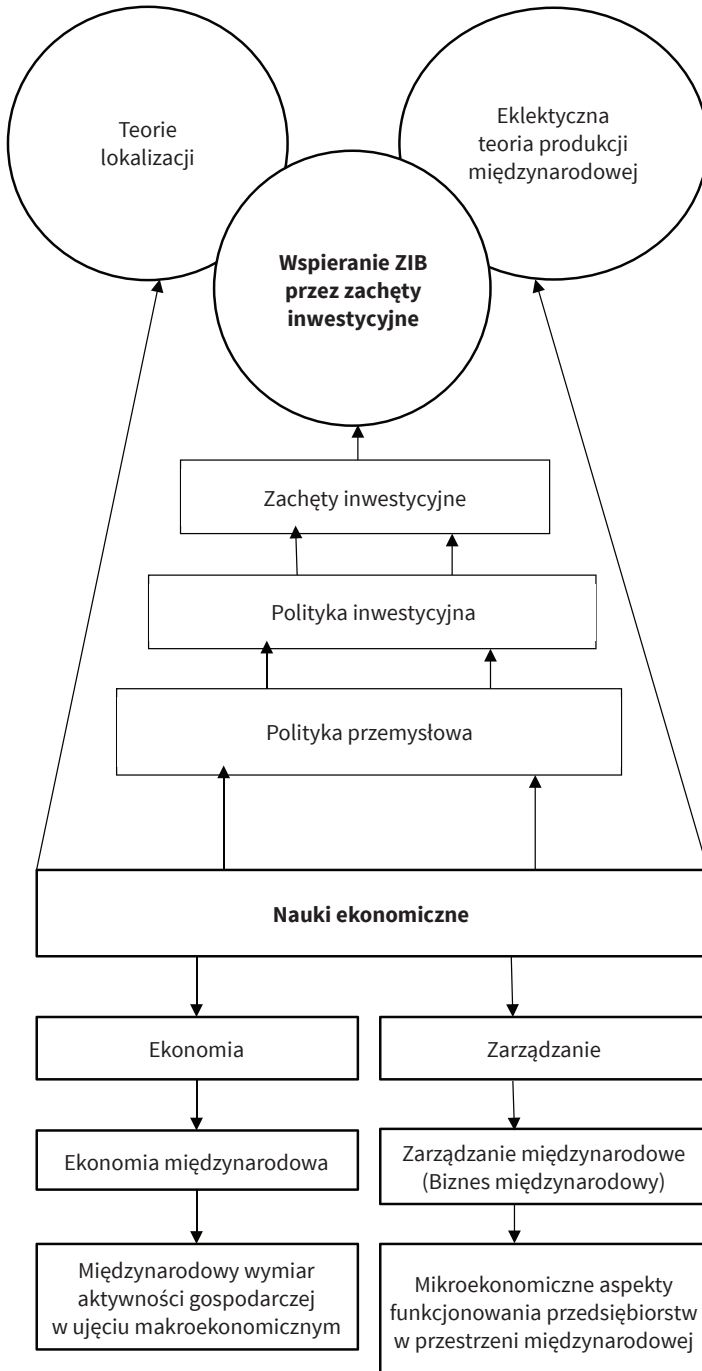 Teorie
lokalizacji
Eklektyczna
teoria produkcji
międzynarodowej
Wspieranie ZIB
przez zachęty
inwestycyjne
Zachęty inwestycyjne
Polityka inwestycyjna
Polityka przemysłowa
Nauki ekonomiczne
Ekonomia
Zarządzanie
Ekonomia międzynarodowa
Zarządzanie międzynarodowe
(Biznes międzynarodowy)
Międzynarodowy wymiar
aktywności gospodarczej
w ujęciu makroekonomicznym
Mikroekonomiczne aspekty
funkcjonowania przedsiębiorstw
w przestrzeni międzynarodowej